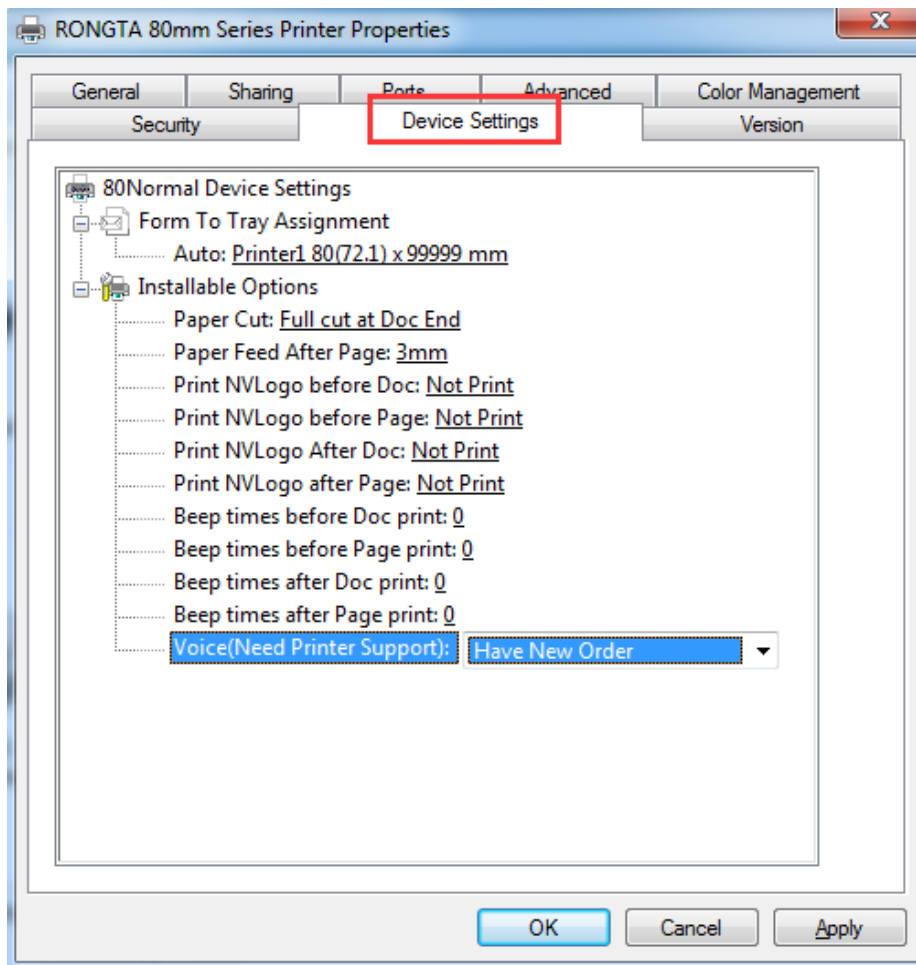 RONGTA 80mm Series Printer Properties
General Sharing Ports Advanced Color Management
Security Device Settings Version
80Normal Device Settings
Form To Tray Assignment
Auto: Printer1 80(72.1) x 99999 mm
Installable Options
Paper Cut: Full cut at Doc End
Paper Feed After Page: 3mm
Print NVLogo before Doc: Not Print
Print NVLogo before Page: Not Print
Print NVLogo After Doc: Not Print
Print NVLogo after Page: Not Print
Beep times before Doc print: 0
Beep times before Page print: 0
Beep times after Doc print: 0
Beep times after Page print: 0
Voice(Need Printer Support): Have New Order
OK Cancel Apply